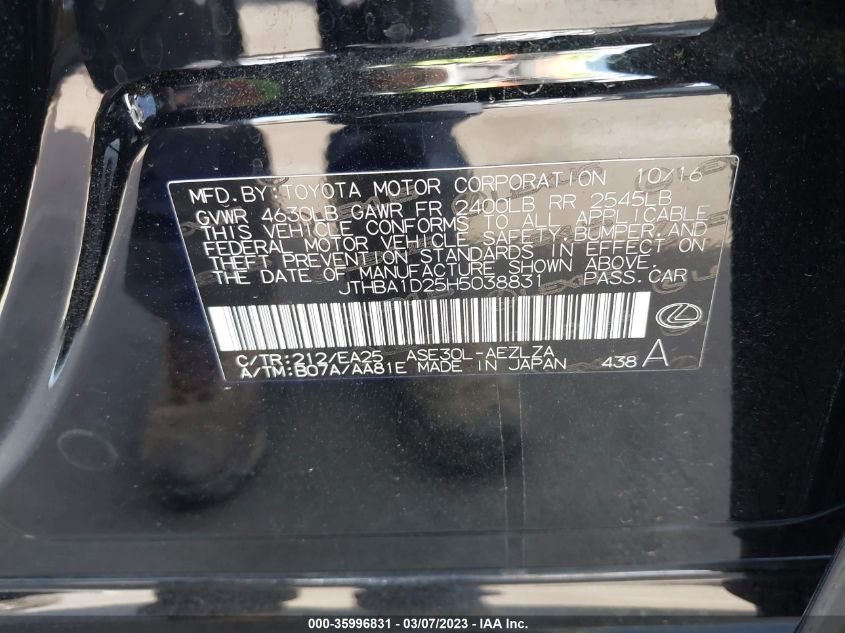 MFD. BY: TOYOTA MOTOR CORPORATION 10/16
GVWR 4630LB GAWR FR 2400LB RR 2545LB
THIS VEHICLE CONFORMS TO ALL APPLICABLE
FEDERAL MOTOR VEHICLE SAFETY, BUMPER, AND
THEFT PREVENTION STANDARDS IN EFFECT ON
THE DATE OF MANUFACTURE SHOWN ABOVE.
JTHBA1D25H5038831 PASS. CAR
C/TR: 212/EA25 ASE30L-AEZLZA
A/TM: B07A/AA81E MADE IN JAPAN 438 A
000-35996831 - 03/07/2023 - Copyright © IAA, Inc.